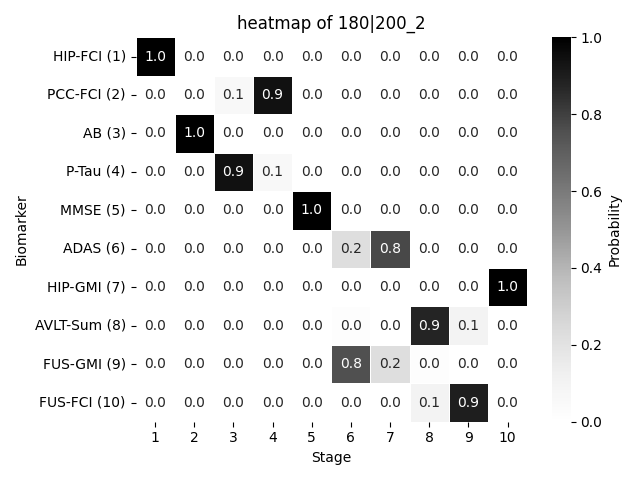 heatmap of 180|200_2
HIP-FCI (1) 1.0 0.0 0.0 0.0 0.0 0.0 0.0 0.0 0.0 0.0
PCC-FCI (2) 0.0 0.0 0.1 0.9 0.0 0.0 0.0 0.0 0.0 0.0
AB (3) 0.0 1.0 0.0 0.0 0.0 0.0 0.0 0.0 0.0 0.0
P-Tau (4) 0.0 0.0 0.9 0.1 0.0 0.0 0.0 0.0 0.0 0.0
MMSE (5) 0.0 0.0 0.0 0.0 1.0 0.0 0.0 0.0 0.0 0.0
ADAS (6) 0.0 0.0 0.0 0.0 0.0 0.2 0.8 0.0 0.0 0.0
HIP-GMI (7) 0.0 0.0 0.0 0.0 0.0 0.0 0.0 0.0 0.0 1.0
AVLT-Sum (8) 0.0 0.0 0.0 0.0 0.0 0.0 0.0 0.9 0.1 0.0
FUS-GMI (9) 0.0 0.0 0.0 0.0 0.0 0.8 0.2 0.0 0.0 0.0
FUS-FCI (10) 0.0 0.0 0.0 0.0 0.0 0.0 0.0 0.1 0.9 0.0
1 2 3 4 5 6 7 8 9 10
Stage
Biomarker
1.0
0.8
0.6
0.4
0.2
0.0
Probability